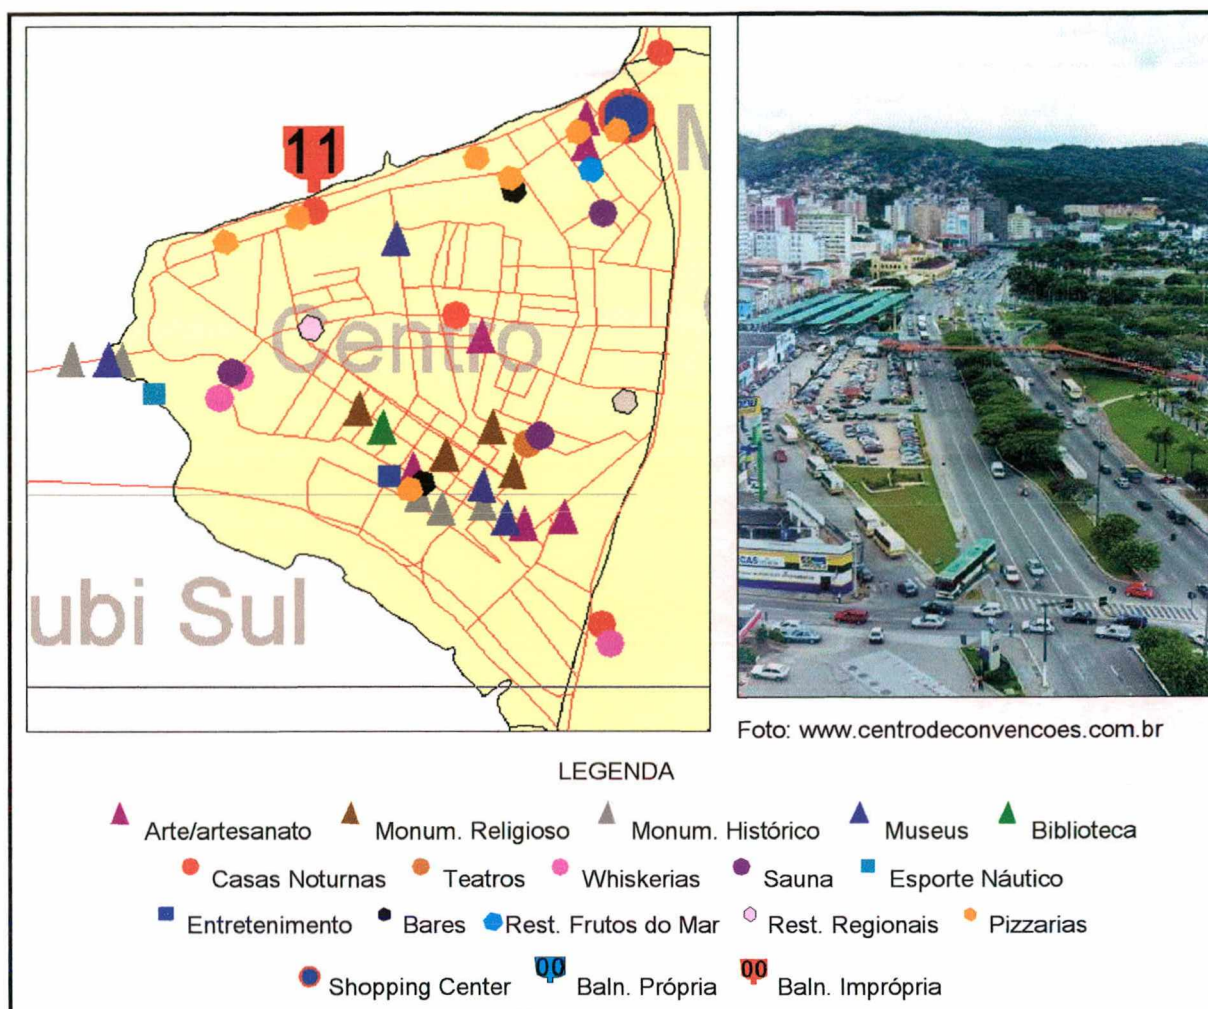 11
M
Centro
C
ubi Sul
Foto: www.centrodeconvencoes.com.br
LEGENDA
Arte/artesanato Monum. Religioso Monum. Histórico Museus Biblioteca
Casas Noturnas Teatros Whiskerias Sauna Esporte Náutico
Entretenimento Bares Rest. Frutos do Mar Rest. Regionais Pizzarias
Shopping Center 00 Baln. Própria 00 Baln. Imprópria